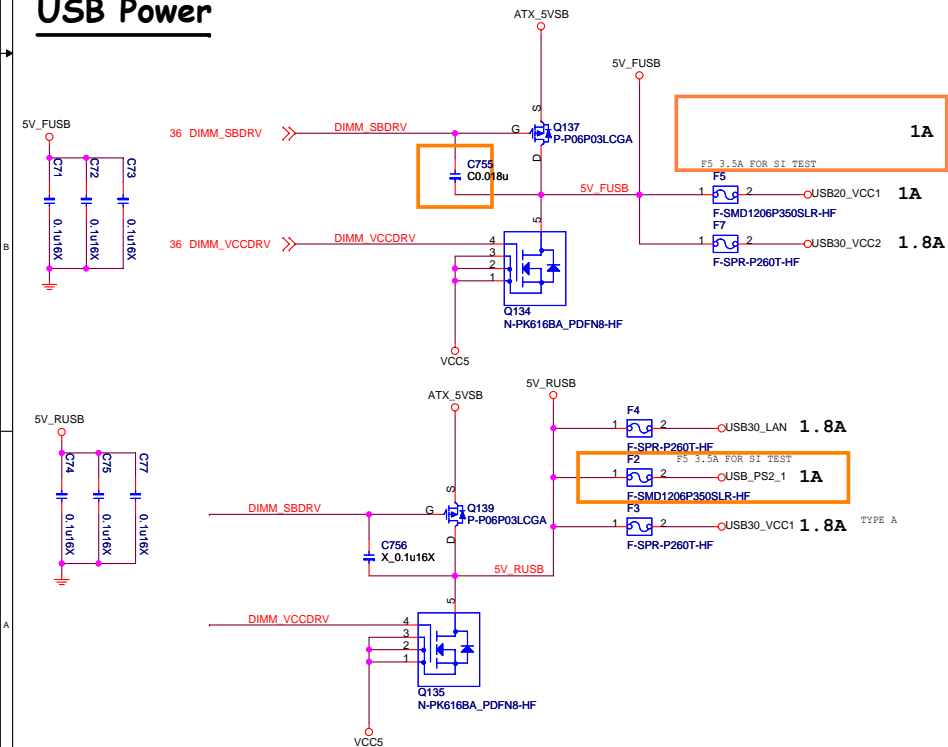 USB Power
ATX_5VSB
5V_FUSB
1A
5V_FUSB
36 DIMM_SBDRV
DIMM_SBDRV
G
S
D
Q137
P-P06P03LCGA
C71
C72
C73
0.1u16X
0.1u16X
0.1u16X
C755
C0.018u
5V_FUSB
F5 3.5A FOR SI TEST
F5
1
2
USB20_VCC1
1A
F-SMD1206P350SLR-HF
F7
1
2
USB30_VCC2
1.8A
F-SPR-P260T-HF
B
36 DIMM_VCCDRV
DIMM_VCCDRV
5
4
3
2
1
Q134
N-PK616BA_PDFN8-HF
VCC5
ATX_5VSB
5V_RUSB
5V_RUSB
F4
1
2
USB30_LAN
1.8A
F-SPR-P260T-HF
F2
F5 3.5A FOR SI TEST
1
2
USB_PS2_1
1A
F-SMD1206P350SLR-HF
F3
1
2
USB30_VCC1
1.8A
TYPE A
F-SPR-P260T-HF
C74
C75
C77
0.1u16X
0.1u16X
0.1u16X
DIMM_SBDRV
G
S
D
Q139
P-P06P03LCGA
C756
X_0.1u16X
5V_RUSB
A
DIMM_VCCDRV
5
4
3
2
1
Q135
N-PK616BA_PDFN8-HF
VCC5